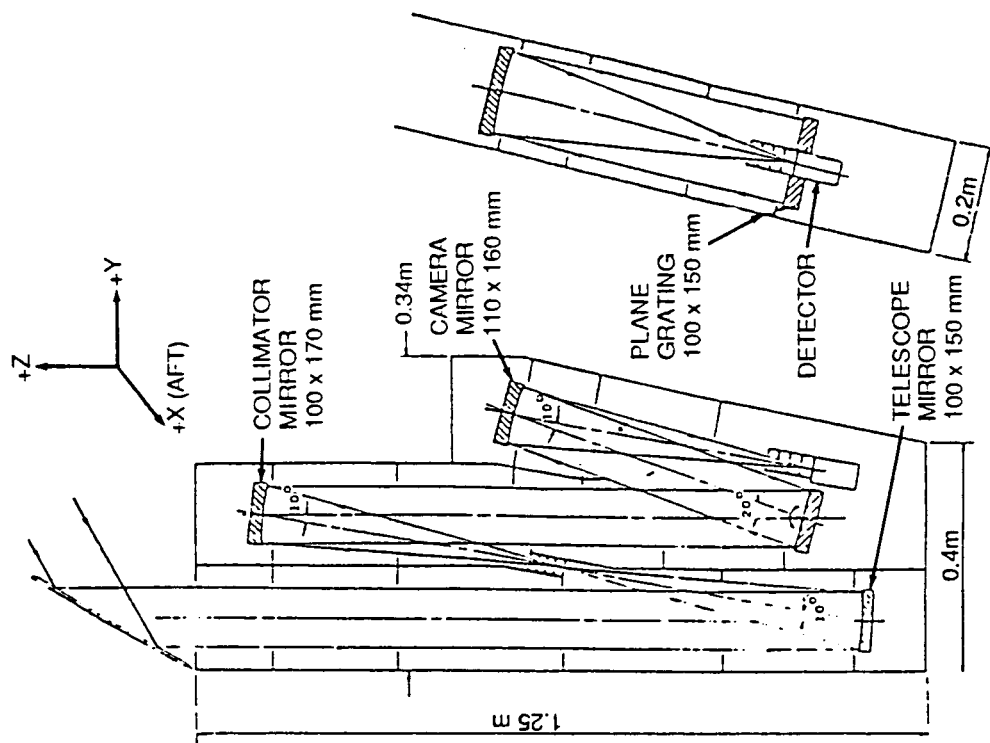 +Z
+Y
+X (AFT)
COLLIMATOR
MIRROR
100 x 170 mm
0.34m
CAMERA
MIRROR
110 x 160 mm
PLANE
GRATING
100 x 150 mm
DETECTOR
TELESCOPE
MIRROR
100 x 150 mm
10°
10°
20°
10°
0.2m
0.4m
1.25 m